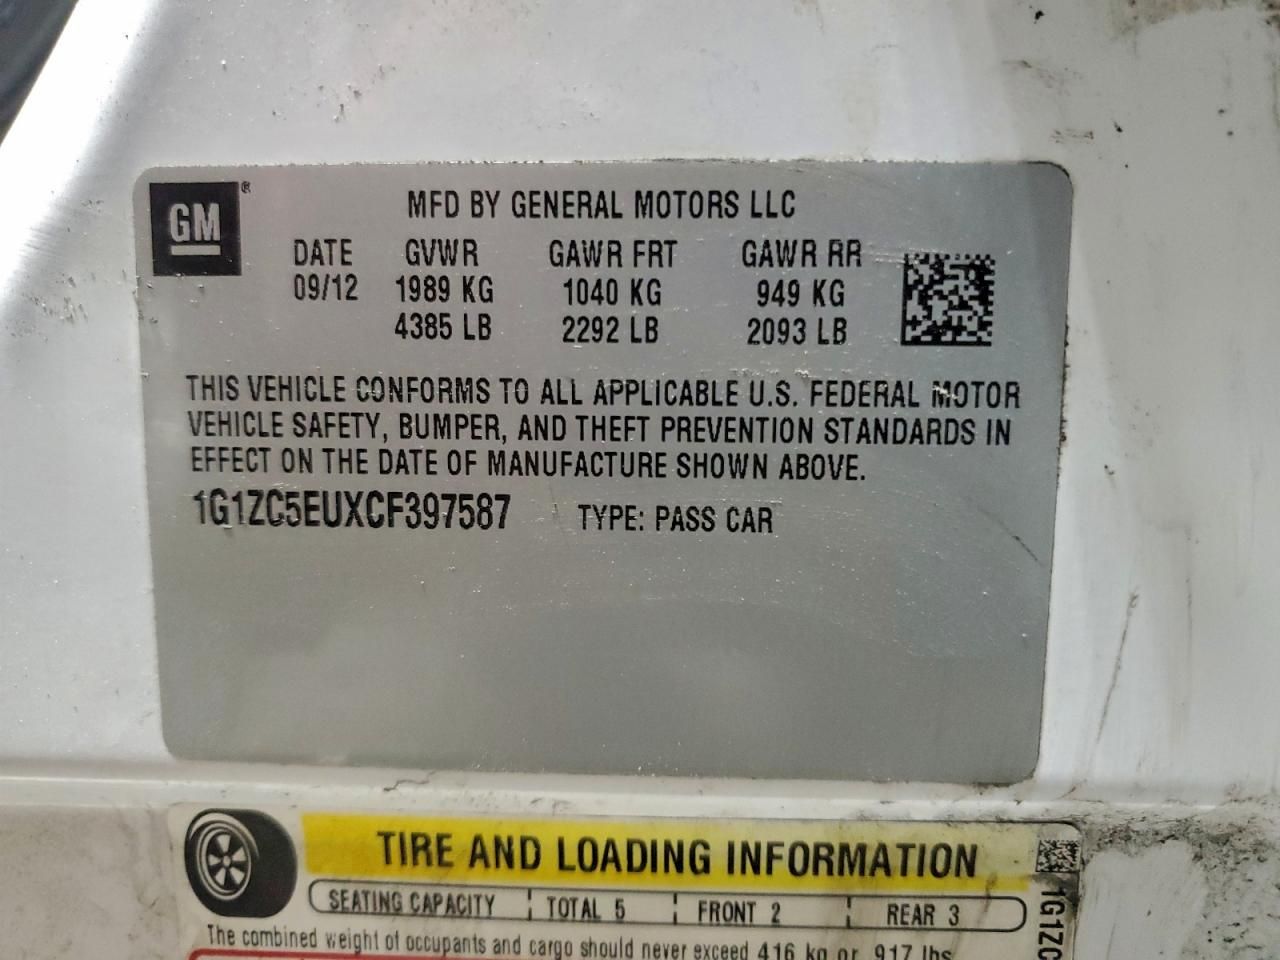 GM ®
MFD BY GENERAL MOTORS LLC
DATE GVWR GAWR FRT GAWR RR
09/12 1989 KG 1040 KG 949 KG
4385 LB 2292 LB 2093 LB
THIS VEHICLE CONFORMS TO ALL APPLICABLE U.S. FEDERAL MOTOR
VEHICLE SAFETY, BUMPER, AND THEFT PREVENTION STANDARDS IN
EFFECT ON THE DATE OF MANUFACTURE SHOWN ABOVE.
1G1ZC5EUXCF397587 TYPE: PASS CAR
TIRE AND LOADING INFORMATION
SEATING CAPACITY TOTAL 5 FRONT 2 REAR 3
The combined weight of occupants and cargo should never exceed 416 kg or 917 lbs
1G1ZC